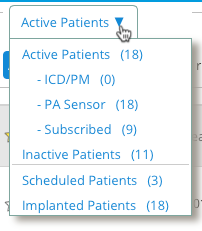 Active Patients ▼
Active Patients (18)
- ICD/PM (0)
- PA Sensor (18)
- Subscribed (9)
Inactive Patients (11)
Scheduled Patients (3)
Implanted Patients (18)